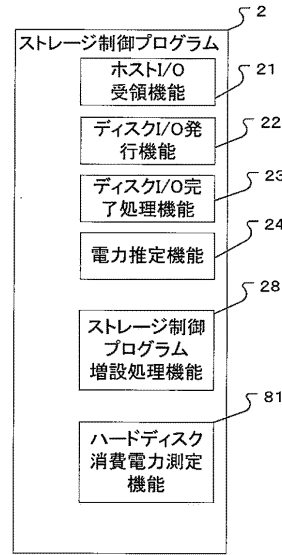 2
ストレージ制御プログラム
ホストI/O
受領機能
21
ディスクI/O発
行機能
22
ディスクI/O完
了処理機能
23
電力推定機能
24
ストレージ制御
プログラム
増設処理機能
28
ハードディスク
消費電力測定
機能
81